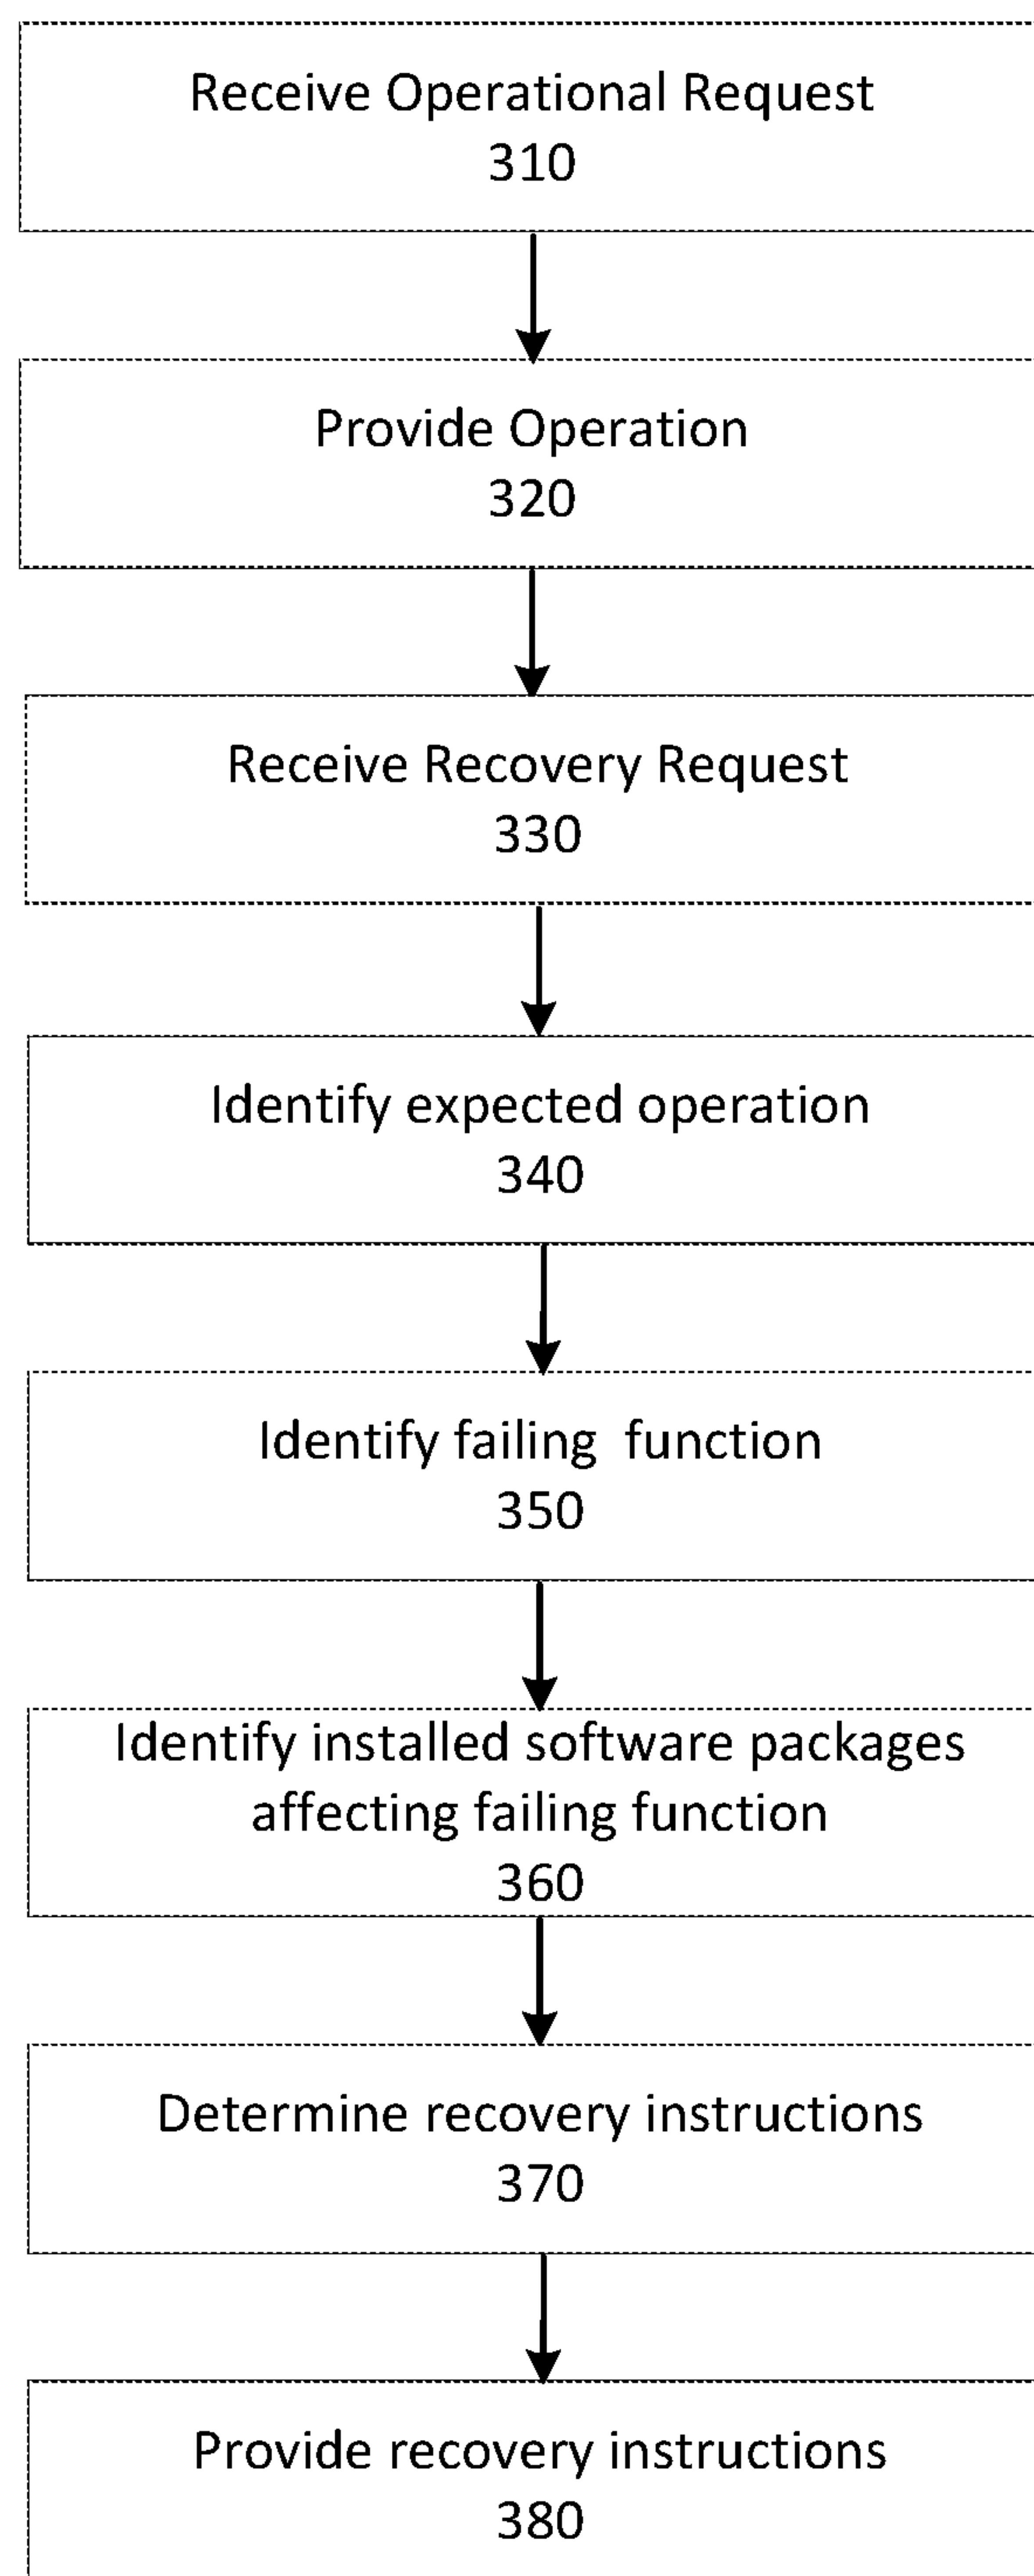 Receive Operational Request
310
Provide Operation
320
Receive Recovery Request
330
Identify expected operation
340
Identify failing function
350
Identify installed software packages
affecting failing function
360
Determine recovery instructions
370
Provide recovery instructions
380